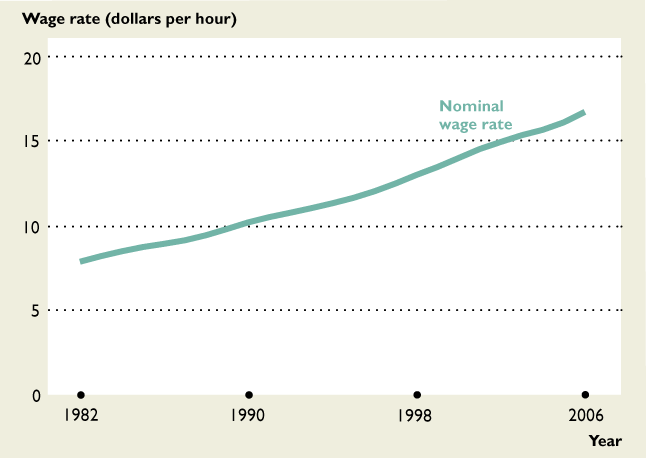 Wage rate (dollars per hour)
20
Nominal
wage rate
15
10
5
0
1982 1990 1998 2006
Year